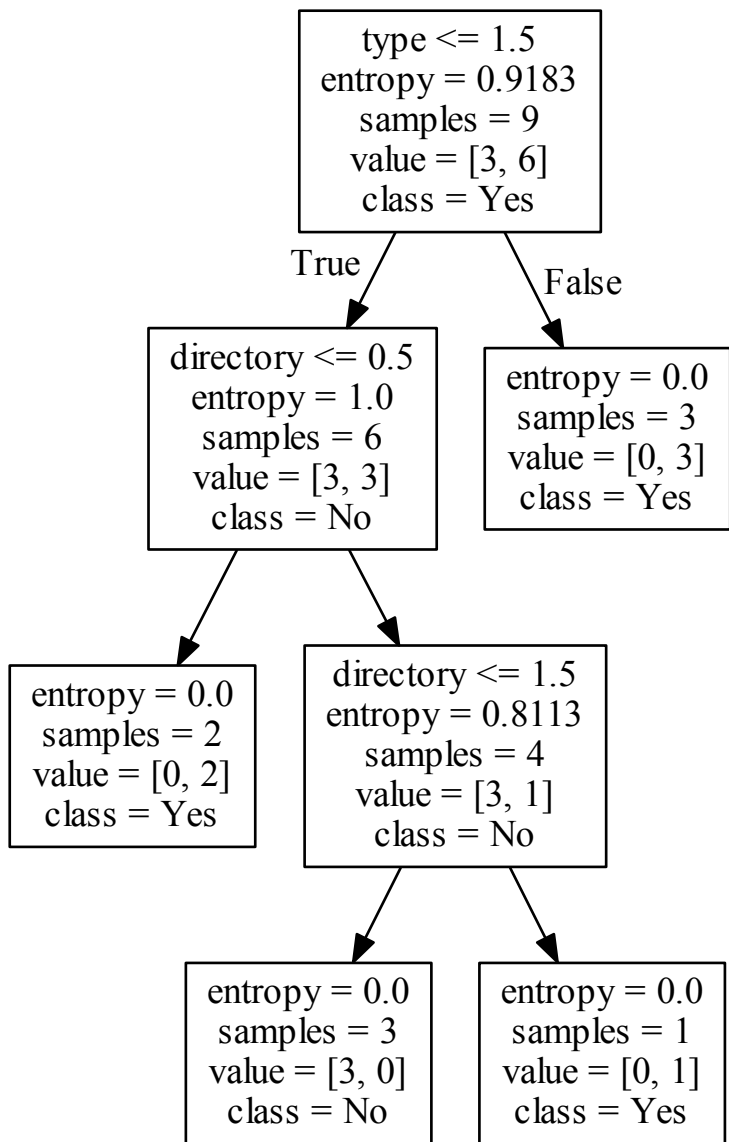 type <= 1.5
entropy = 0.9183
samples = 9
value = [3, 6]
class = Yes
True
False
directory <= 0.5
entropy = 1.0
samples = 6
value = [3, 3]
class = No
entropy = 0.0
samples = 3
value = [0, 3]
class = Yes
entropy = 0.0
samples = 2
value = [0, 2]
class = Yes
directory <= 1.5
entropy = 0.8113
samples = 4
value = [3, 1]
class = No
entropy = 0.0
samples = 3
value = [3, 0]
class = No
entropy = 0.0
samples = 1
value = [0, 1]
class = Yes